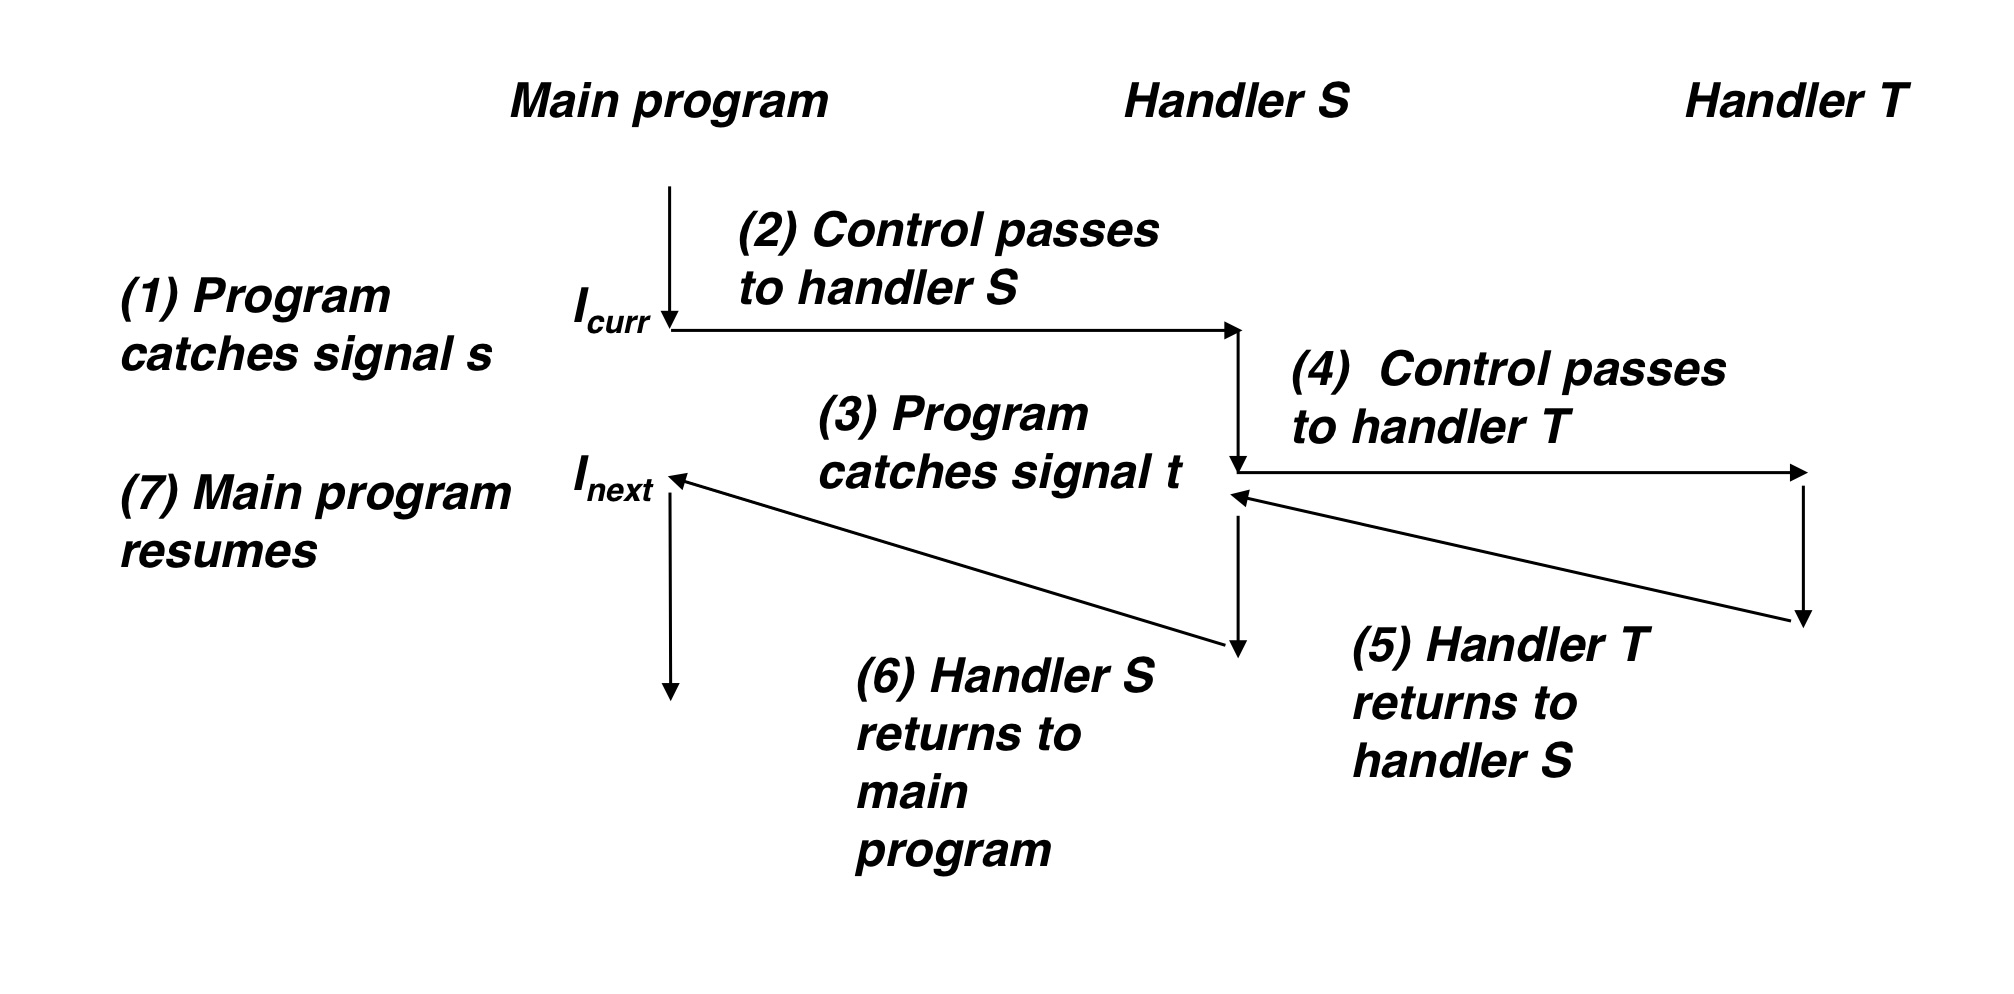 Main program
Handler S
Handler T
(1) Program
catches signal s
I curr
(2) Control passes
to handler S
(3) Program
catches signal t
(4)  Control passes
to handler T
(7) Main program
resumes
I next
(6) Handler S
returns to
main
program
(5) Handler T
returns to
handler S